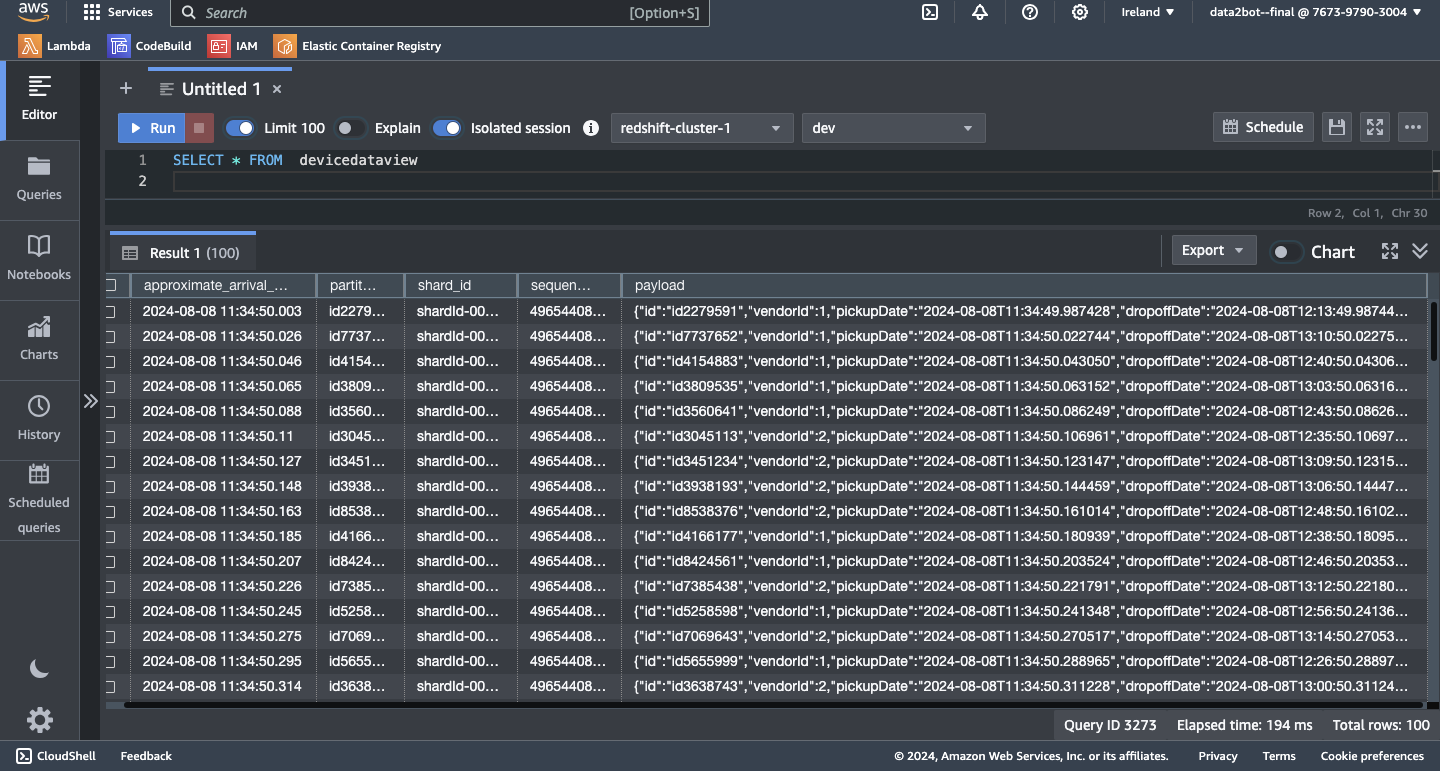 aws Services Search [Option+S] Ireland data2bot--final @ 7673-9790-3004
Lambda CodeBuild IAM Elastic Container Registry
Editor
Queries
Notebooks
Charts
History
Scheduled
queries
+ Untitled 1 ×
Run Limit 100 Explain Isolated session redshift-cluster-1 dev Schedule
1 SELECT * FROM devicedataview
2
Row 2, Col 1, Chr 30
Result 1 (100) Export Chart
approximate_arrival_... partit... shard_id sequen... payload
2024-08-08 11:34:50.003 id2279... shardId-00... 49654408... {"id":"id2279591","vendorId":1,"pickupDate":"2024-08-08T11:34:49.987428","dropoffDate":"2024-08-08T12:13:49.98744...
2024-08-08 11:34:50.026 id7737... shardId-00... 49654408... {"id":"id7737652","vendorId":1,"pickupDate":"2024-08-08T11:34:50.022744","dropoffDate":"2024-08-08T13:10:50.02275...
2024-08-08 11:34:50.046 id4154... shardId-00... 49654408... {"id":"id4154883","vendorId":1,"pickupDate":"2024-08-08T11:34:50.043050","dropoffDate":"2024-08-08T12:40:50.04306...
2024-08-08 11:34:50.065 id3809... shardId-00... 49654408... {"id":"id3809535","vendorId":1,"pickupDate":"2024-08-08T11:34:50.063152","dropoffDate":"2024-08-08T13:03:50.06316...
2024-08-08 11:34:50.088 id3560... shardId-00... 49654408... {"id":"id3560641","vendorId":1,"pickupDate":"2024-08-08T11:34:50.086249","dropoffDate":"2024-08-08T12:43:50.08626...
2024-08-08 11:34:50.11 id3045... shardId-00... 49654408... {"id":"id3045113","vendorId":2,"pickupDate":"2024-08-08T11:34:50.106961","dropoffDate":"2024-08-08T12:35:50.10697...
2024-08-08 11:34:50.127 id3451... shardId-00... 49654408... {"id":"id3451234","vendorId":2,"pickupDate":"2024-08-08T11:34:50.123147","dropoffDate":"2024-08-08T13:09:50.12315...
2024-08-08 11:34:50.148 id3938... shardId-00... 49654408... {"id":"id3938193","vendorId":2,"pickupDate":"2024-08-08T11:34:50.144459","dropoffDate":"2024-08-08T13:06:50.14447...
2024-08-08 11:34:50.163 id8538... shardId-00... 49654408... {"id":"id8538376","vendorId":2,"pickupDate":"2024-08-08T11:34:50.161014","dropoffDate":"2024-08-08T12:48:50.16102...
2024-08-08 11:34:50.185 id4166... shardId-00... 49654408... {"id":"id4166177","vendorId":1,"pickupDate":"2024-08-08T11:34:50.180939","dropoffDate":"2024-08-08T12:38:50.18095...
2024-08-08 11:34:50.207 id8424... shardId-00... 49654408... {"id":"id8424561","vendorId":1,"pickupDate":"2024-08-08T11:34:50.203524","dropoffDate":"2024-08-08T12:46:50.20353...
2024-08-08 11:34:50.226 id7385... shardId-00... 49654408... {"id":"id7385438","vendorId":2,"pickupDate":"2024-08-08T11:34:50.221791","dropoffDate":"2024-08-08T13:12:50.22180...
2024-08-08 11:34:50.245 id5258... shardId-00... 49654408... {"id":"id5258598","vendorId":1,"pickupDate":"2024-08-08T11:34:50.241348","dropoffDate":"2024-08-08T12:56:50.24136...
2024-08-08 11:34:50.275 id7069... shardId-00... 49654408... {"id":"id7069643","vendorId":2,"pickupDate":"2024-08-08T11:34:50.270517","dropoffDate":"2024-08-08T13:14:50.27053...
2024-08-08 11:34:50.295 id5655... shardId-00... 49654408... {"id":"id5655999","vendorId":1,"pickupDate":"2024-08-08T11:34:50.288965","dropoffDate":"2024-08-08T12:26:50.28897...
2024-08-08 11:34:50.314 id3638... shardId-00... 49654408... {"id":"id3638743","vendorId":2,"pickupDate":"2024-08-08T11:34:50.311228","dropoffDate":"2024-08-08T13:00:50.31124...
Query ID 3273 Elapsed time: 194 ms Total rows: 100
CloudShell Feedback © 2024, Amazon Web Services, Inc. or its affiliates. Privacy Terms Cookie preferences